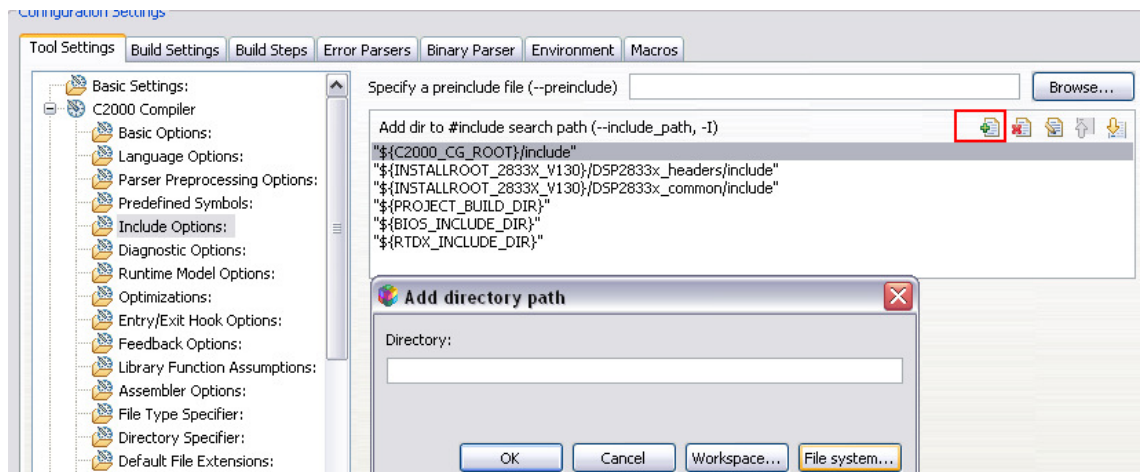 Configuration Settings
Tool Settings Build Settings Build Steps Error Parsers Binary Parser Environment Macros
Basic Settings:
C2000 Compiler
Basic Options:
Language Options:
Parser Preprocessing Options:
Predefined Symbols:
Include Options:
Diagnostic Options:
Runtime Model Options:
Optimizations:
Entry/Exit Hook Options:
Feedback Options:
Library Function Assumptions:
Assembler Options:
File Type Specifier:
Directory Specifier:
Default File Extensions:
Specify a preinclude file (--preinclude) Browse...
Add dir to #include search path (--include_path, -I)
"${C2000_CG_ROOT}/include"
"${INSTALLROOT_2833X_V130}/DSP2833x_headers/include"
"${INSTALLROOT_2833X_V130}/DSP2833x_common/include"
"${PROJECT_BUILD_DIR}"
"${BIOS_INCLUDE_DIR}"
"${RTDX_INCLUDE_DIR}"
Add directory path
Directory:
OK Cancel Workspace... File system...